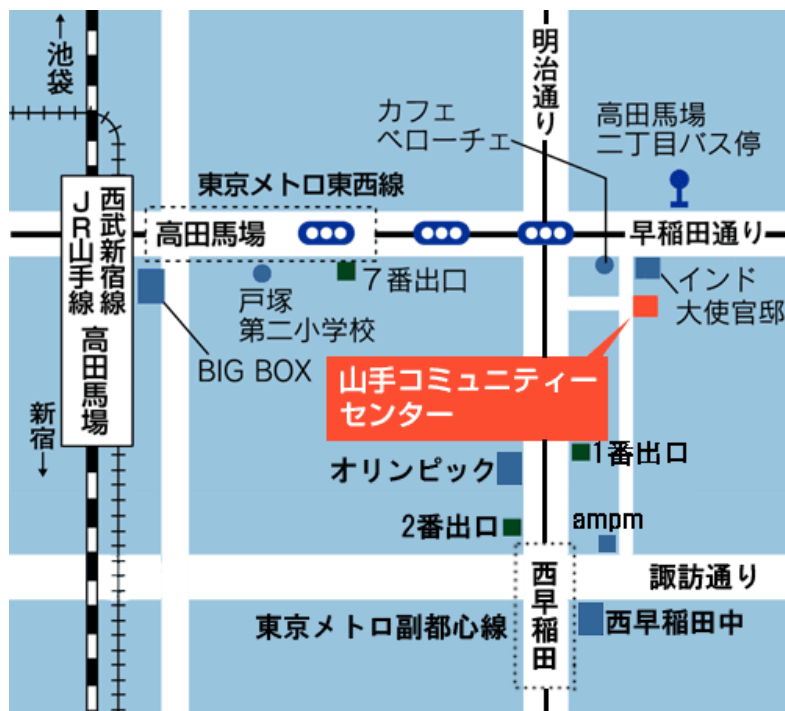 ↑
池袋
明治通り
カフェ
ベローチェ
高田馬場
二丁目バス停
東京メトロ東西線
西武新宿線
JR山手線
高田馬場
高田馬場
早稲田通り
７番出口
戸塚
第二小学校
インド
大使官邸
BIG BOX
山手コミュニティー
センター
新宿
↓
オリンピック
1番出口
2番出口
ampm
西早稲田
諏訪通り
東京メトロ副都心線
西早稲田中